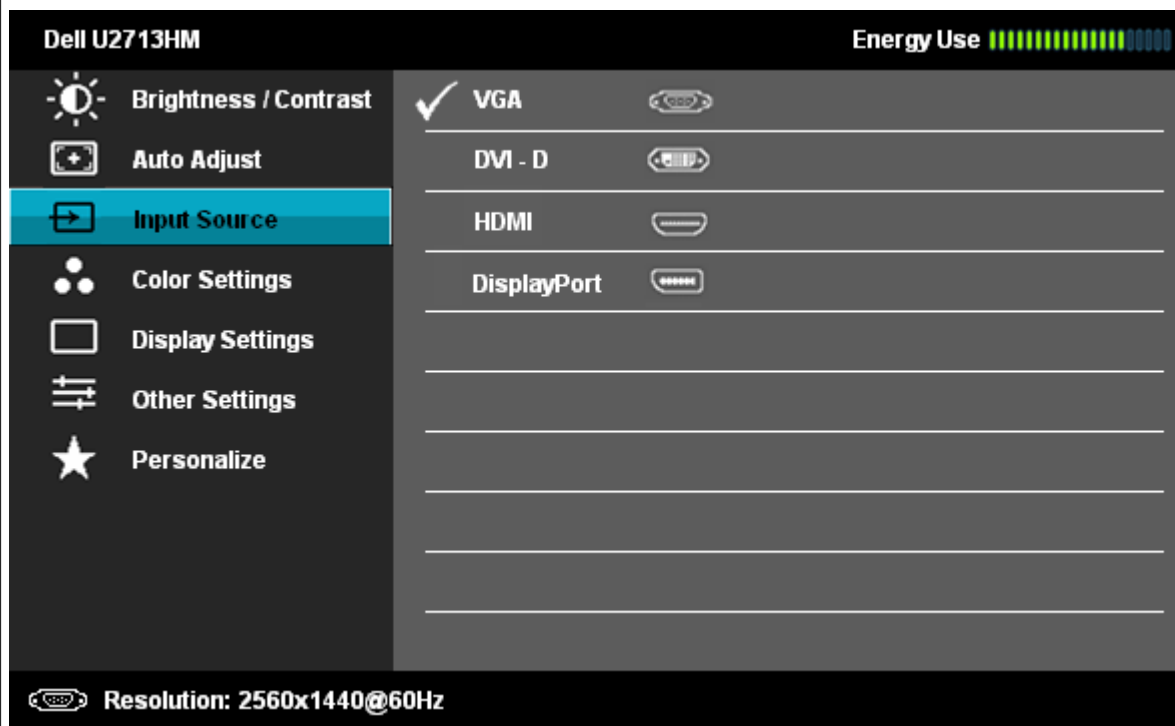 Dell U2713HM Energy Use
Brightness / Contrast VGA
Auto Adjust DVI - D
Input Source HDMI
Color Settings DisplayPort
Display Settings
Other Settings
Personalize
Resolution: 2560x1440@60Hz